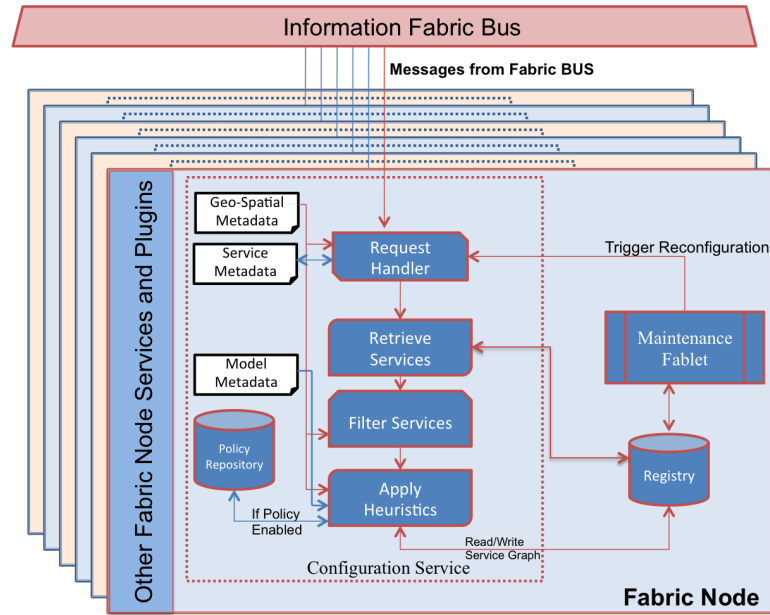 Information Fabric Bus
Messages from Fabric BUS
Other Fabric Node Services and Plugins
Geo-Spatial
Metadata
Service
Metadata
Request
Handler
Trigger Reconfiguration
Retrieve
Services
Maintenance
Fablet
Model
Metadata
Filter Services
Policy
Repository
Registry
Apply
Heuristics
If Policy
Enabled
Read/Write
Service Graph
Configuration Service
Fabric Node